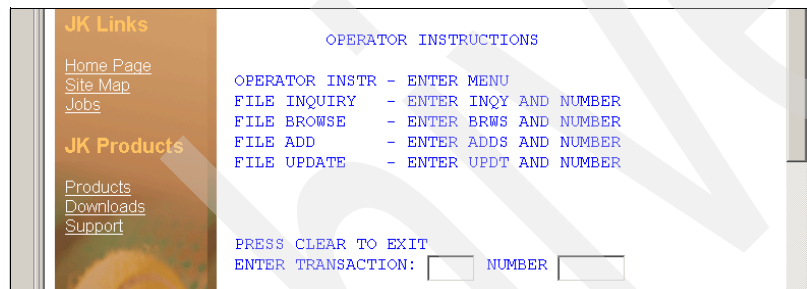 JK Links
Home Page
Site Map
Jobs
JK Products
Products
Downloads
Support
OPERATOR INSTRUCTIONS
OPERATOR INSTR - ENTER MENU
FILE INQUIRY - ENTER INQY AND NUMBER
FILE BROWSE - ENTER BRWS AND NUMBER
FILE ADD - ENTER ADDS AND NUMBER
FILE UPDATE - ENTER UPDT AND NUMBER
PRESS CLEAR TO EXIT
ENTER TRANSACTION: NUMBER